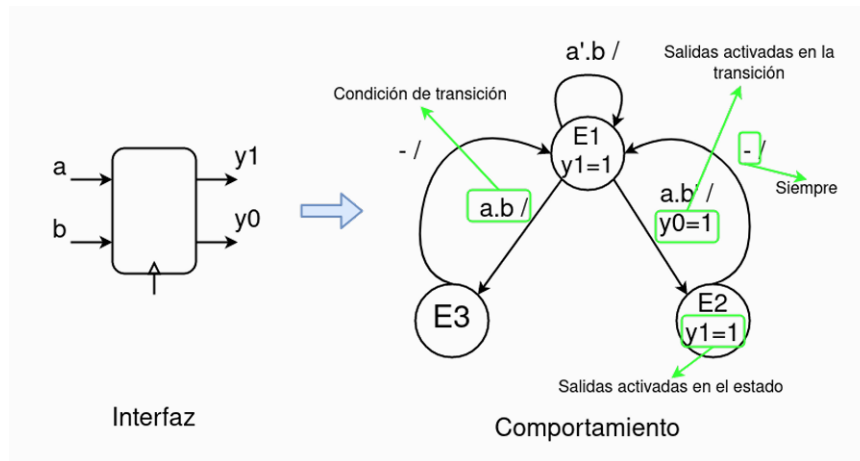 a'.b /
Salidas activadas en la
transición
Condición de transición
- /
E1
y1=1
- /
Siempre
a
b
y1
y0
a.b /
a.b' /
y0=1
E3
E2
y1=1
Salidas activadas en el estado
Interfaz
Comportamiento